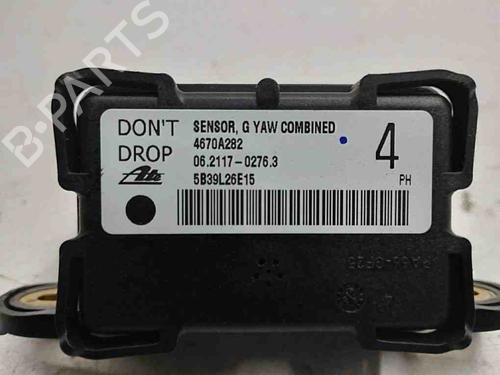 B-PARTS
DON'T DROP
Ate
SENSOR, G YAW COMBINED
4670A282
06.2117-0276.3
5B39L26E15
4
PH